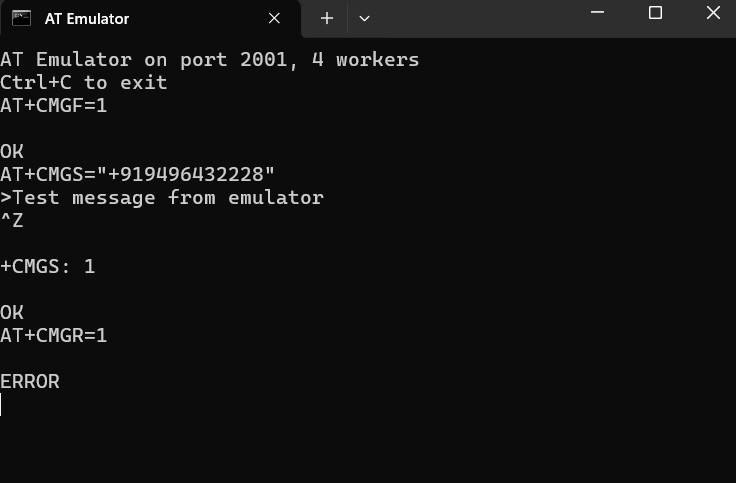 AT Emulator
AT Emulator on port 2001, 4 workers
Ctrl+C to exit
AT+CMGF=1
OK
AT+CMGS="+919496432228"
>Test message from emulator
^Z
+CMGS: 1
OK
AT+CMGR=1
ERROR